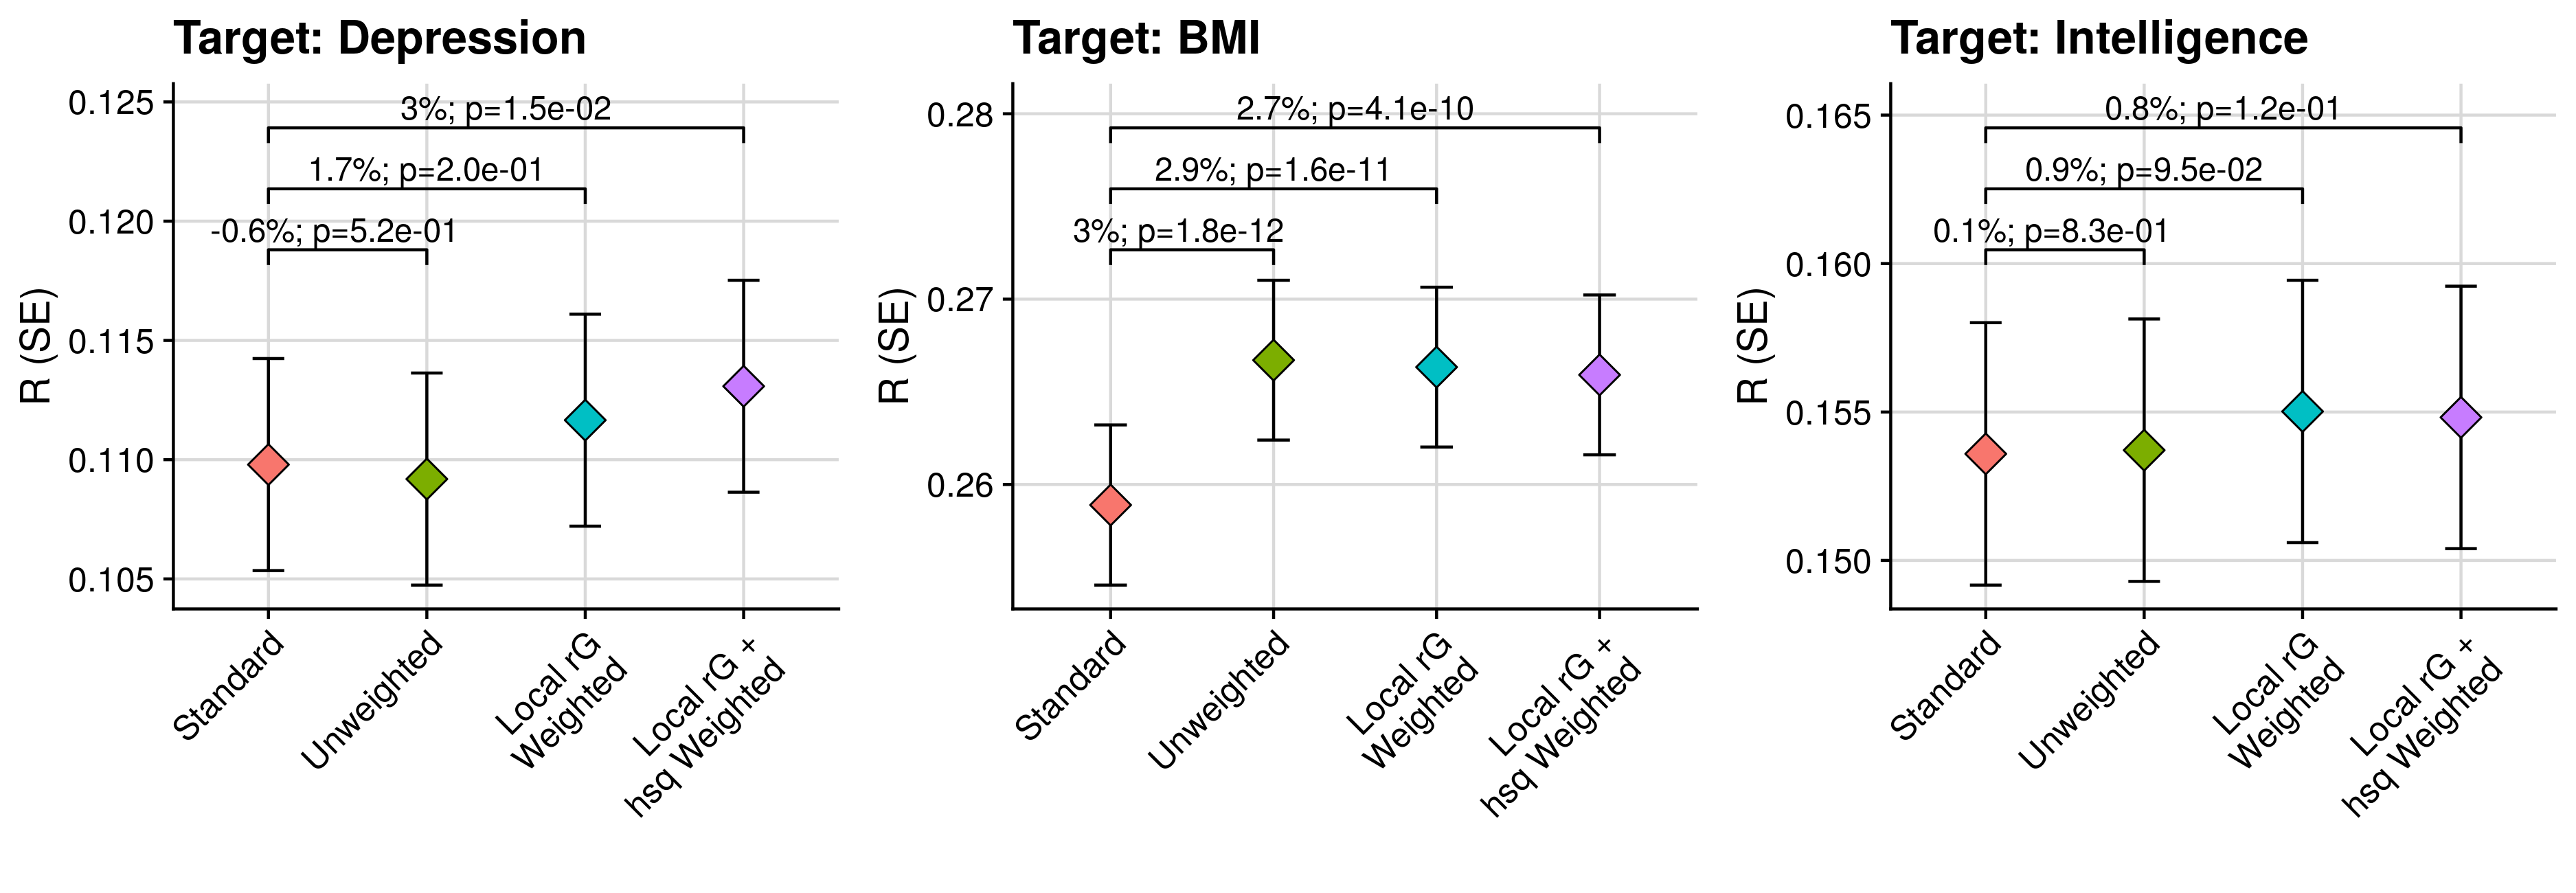 Target: Depression
R (SE)
0.125
0.120
0.115
0.110
0.105
3%; p=1.5e-02
1.7%; p=2.0e-01
-0.6%; p=5.2e-01
Standard
Unweighted
Local rG
Weighted
Local rG +
hsq Weighted
Target: BMI
R (SE)
0.28
0.27
0.26
2.7%; p=4.1e-10
2.9%; p=1.6e-11
3%; p=1.8e-12
Standard
Unweighted
Local rG
Weighted
Local rG +
hsq Weighted
Target: Intelligence
R (SE)
0.165
0.160
0.155
0.150
0.8%; p=1.2e-01
0.9%; p=9.5e-02
0.1%; p=8.3e-01
Standard
Unweighted
Local rG
Weighted
Local rG +
hsq Weighted